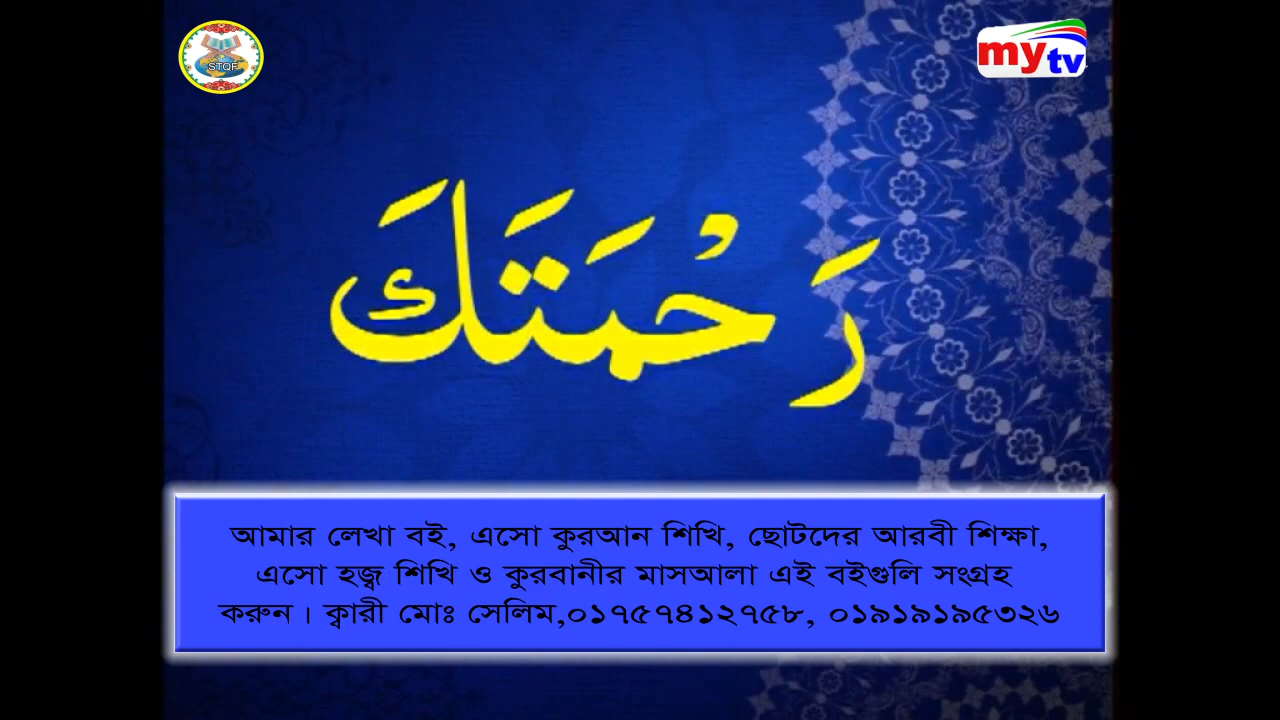 STQF
my tv
رَحْمَتَكَ
আমার লেখা বই, এসো কুরআন শিখি, ছোটদের আরবী শিক্ষা,
এসো হজ্ব শিখি ও কুরবানীর মাসআলা এই বইগুলি সংগ্রহ
করুন। ক্বারী মোঃ সেলিম,০১৭৫৭৪১২৭৫৮, ০১৯১৯১৯৫৩২৬